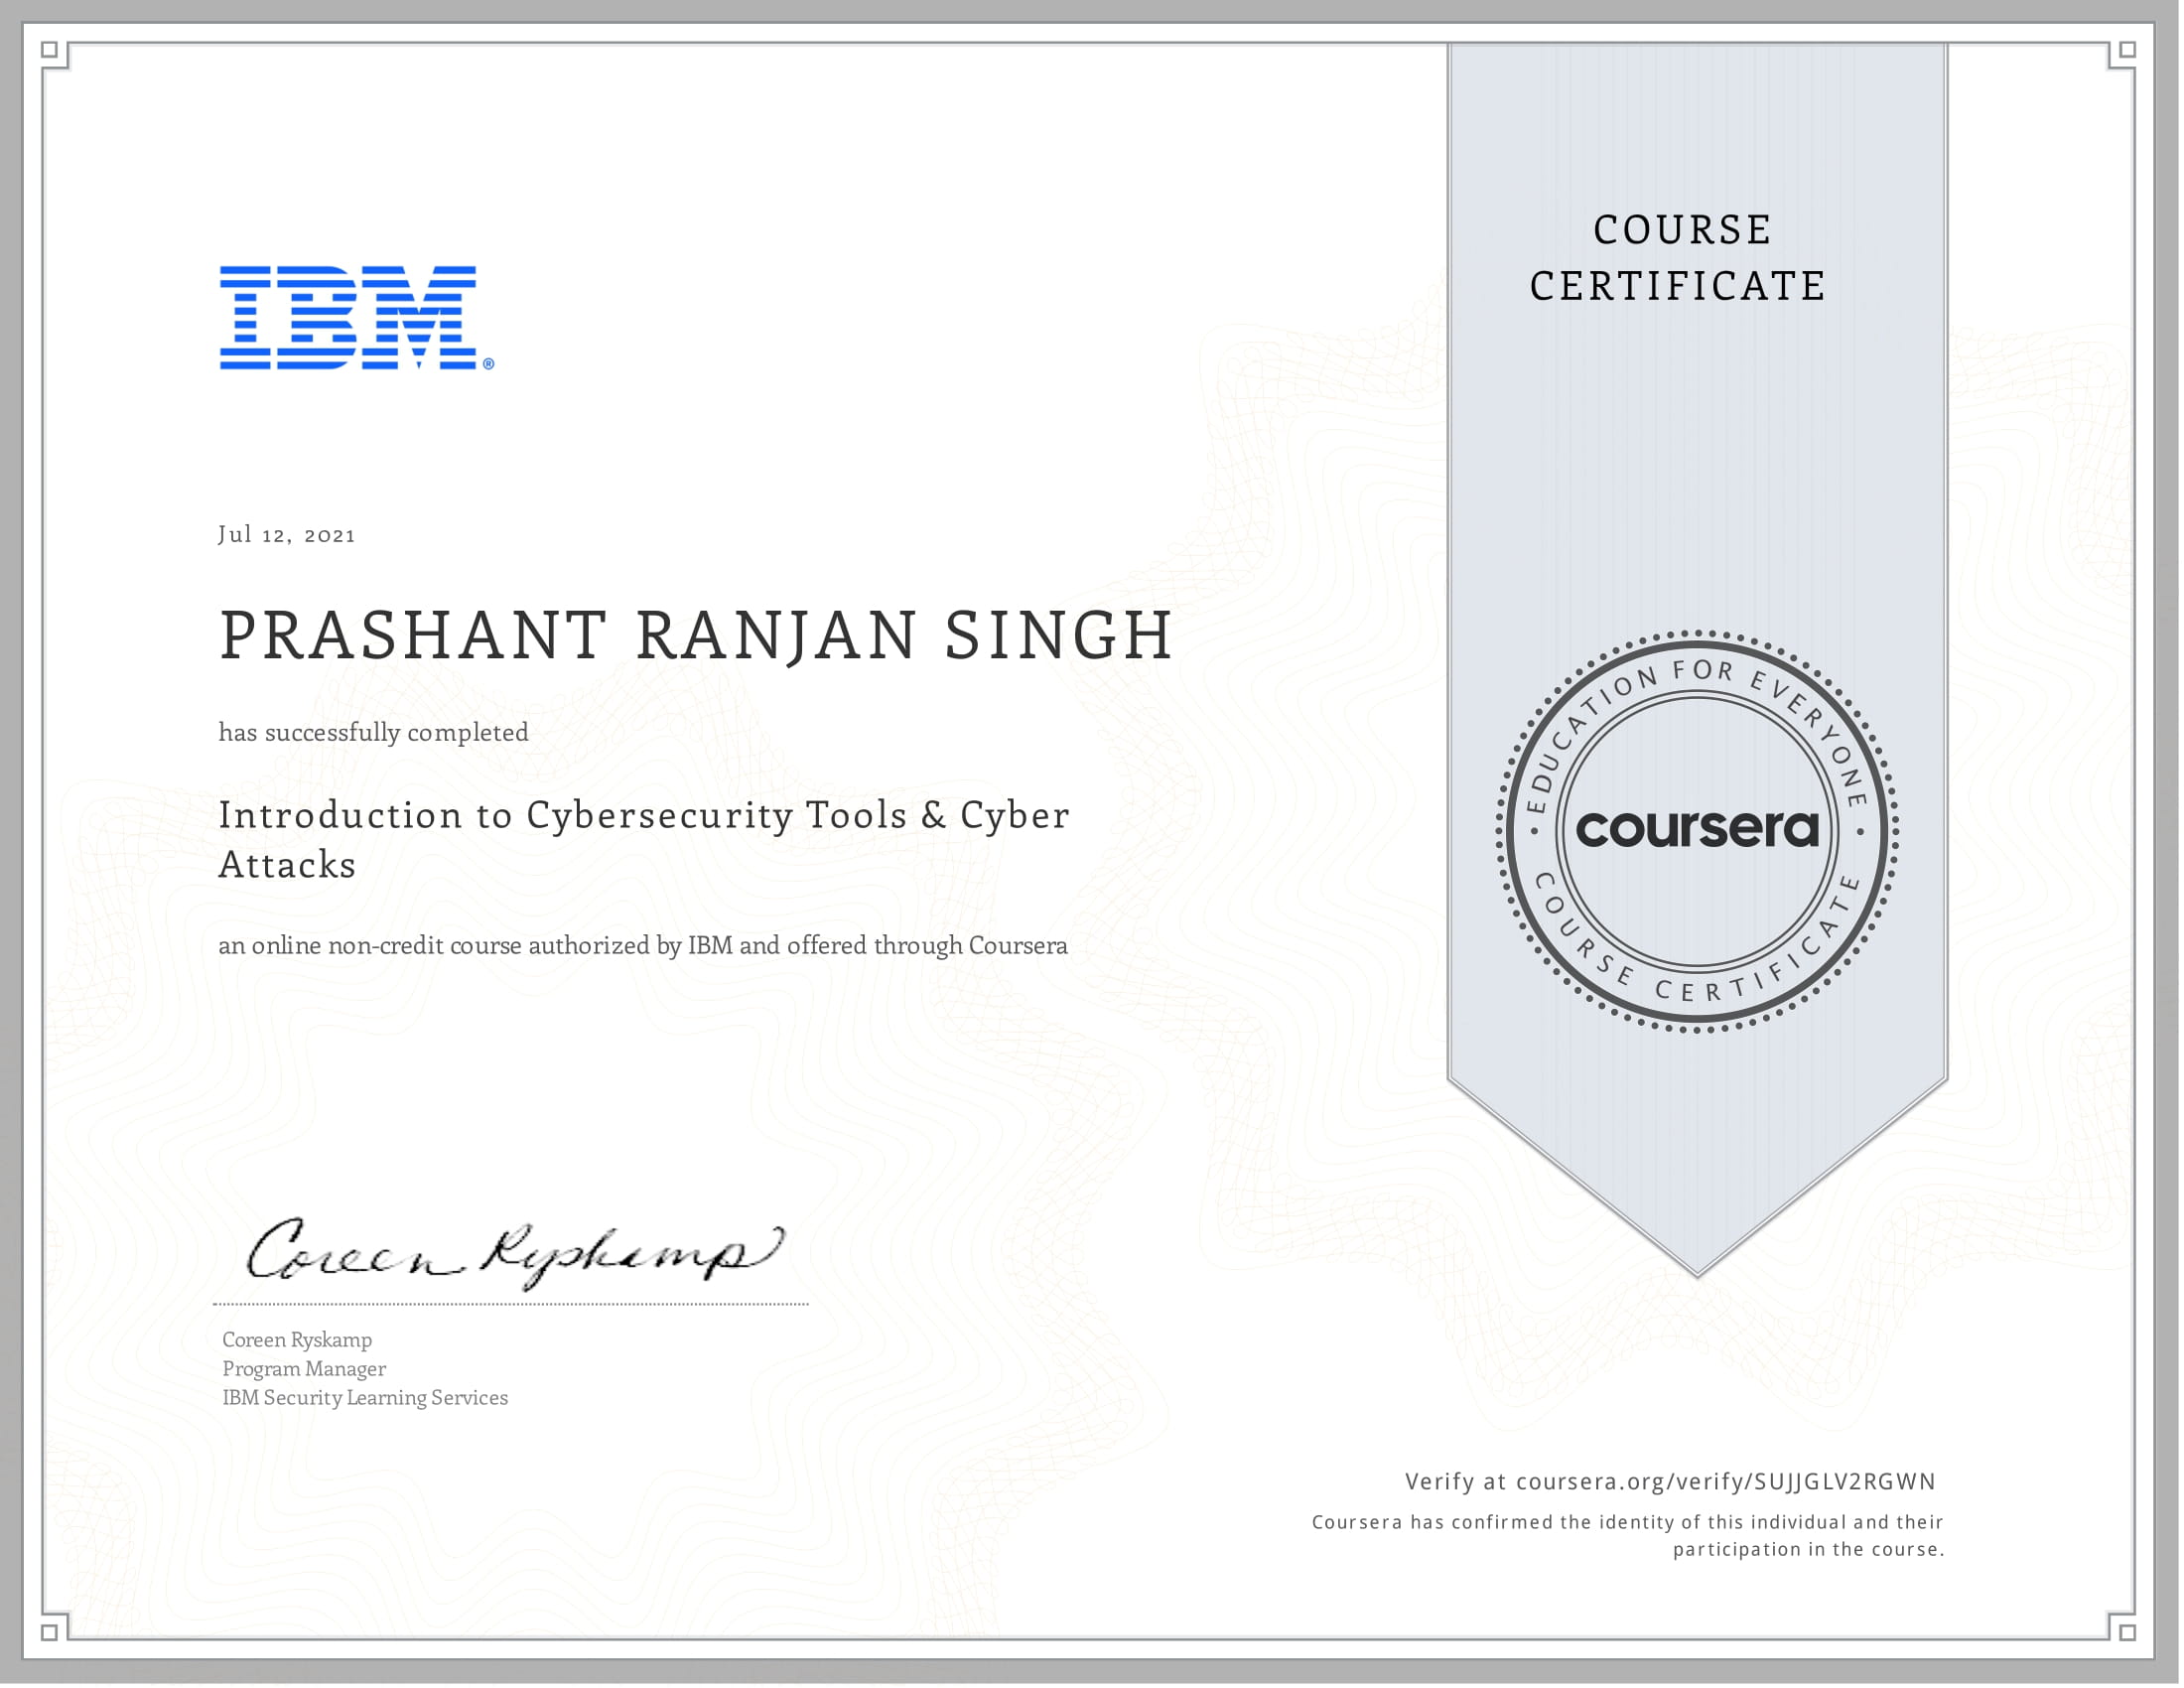 IBM®
Jul 12, 2021
PRASHANT RANJAN SINGH
has successfully completed
Introduction to Cybersecurity Tools & Cyber
Attacks
an online non-credit course authorized by IBM and offered through Coursera
Coreen Ryskamp
Coreen Ryskamp
Program Manager
IBM Security Learning Services
COURSE
CERTIFICATE
EDUCATION FOR EVERYONE
coursera
COURSE CERTIFICATE
Verify at coursera.org/verify/SUJJGLV2RGWN
Coursera has confirmed the identity of this individual and their
participation in the course.